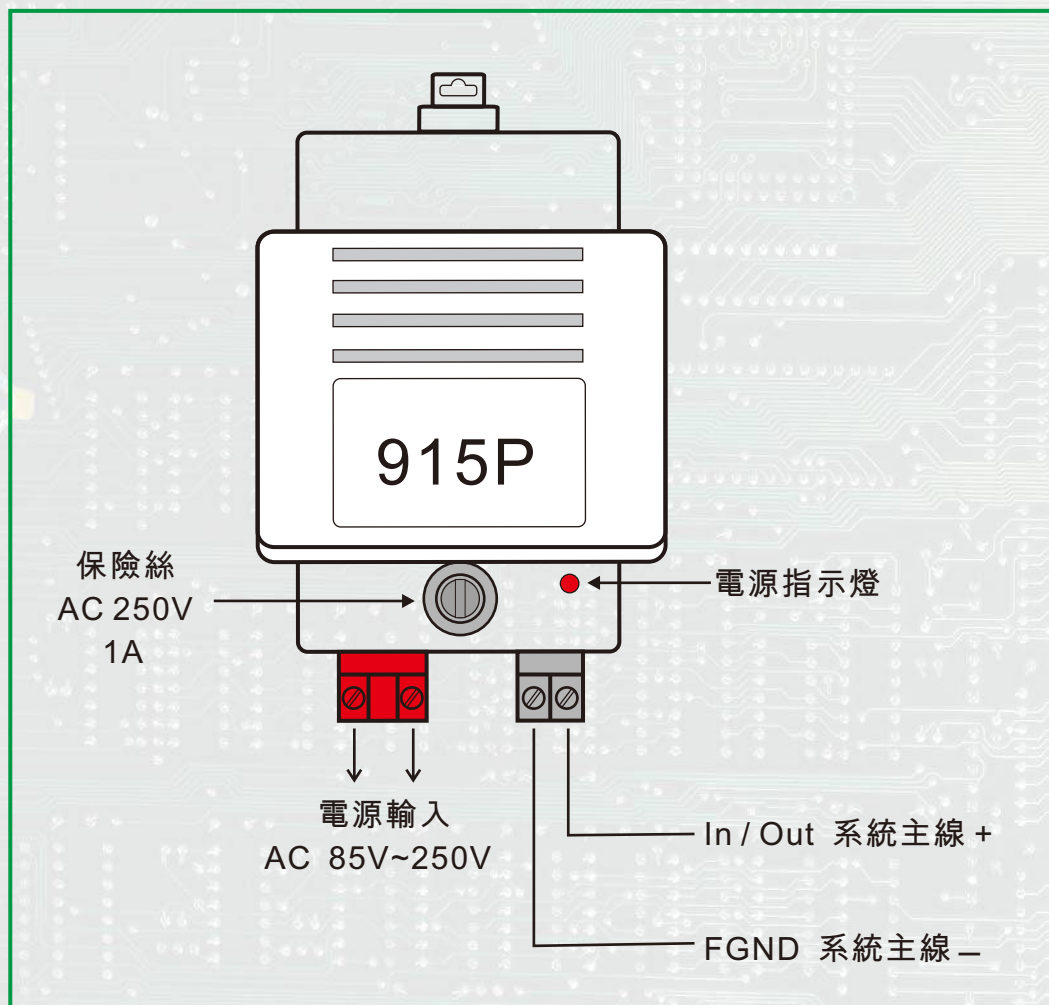 915P
保險絲
AC 250V
1A
電源指示燈
電源輸入
AC 85V~250V
In / Out 系統主線 +
FGND 系統主線 –